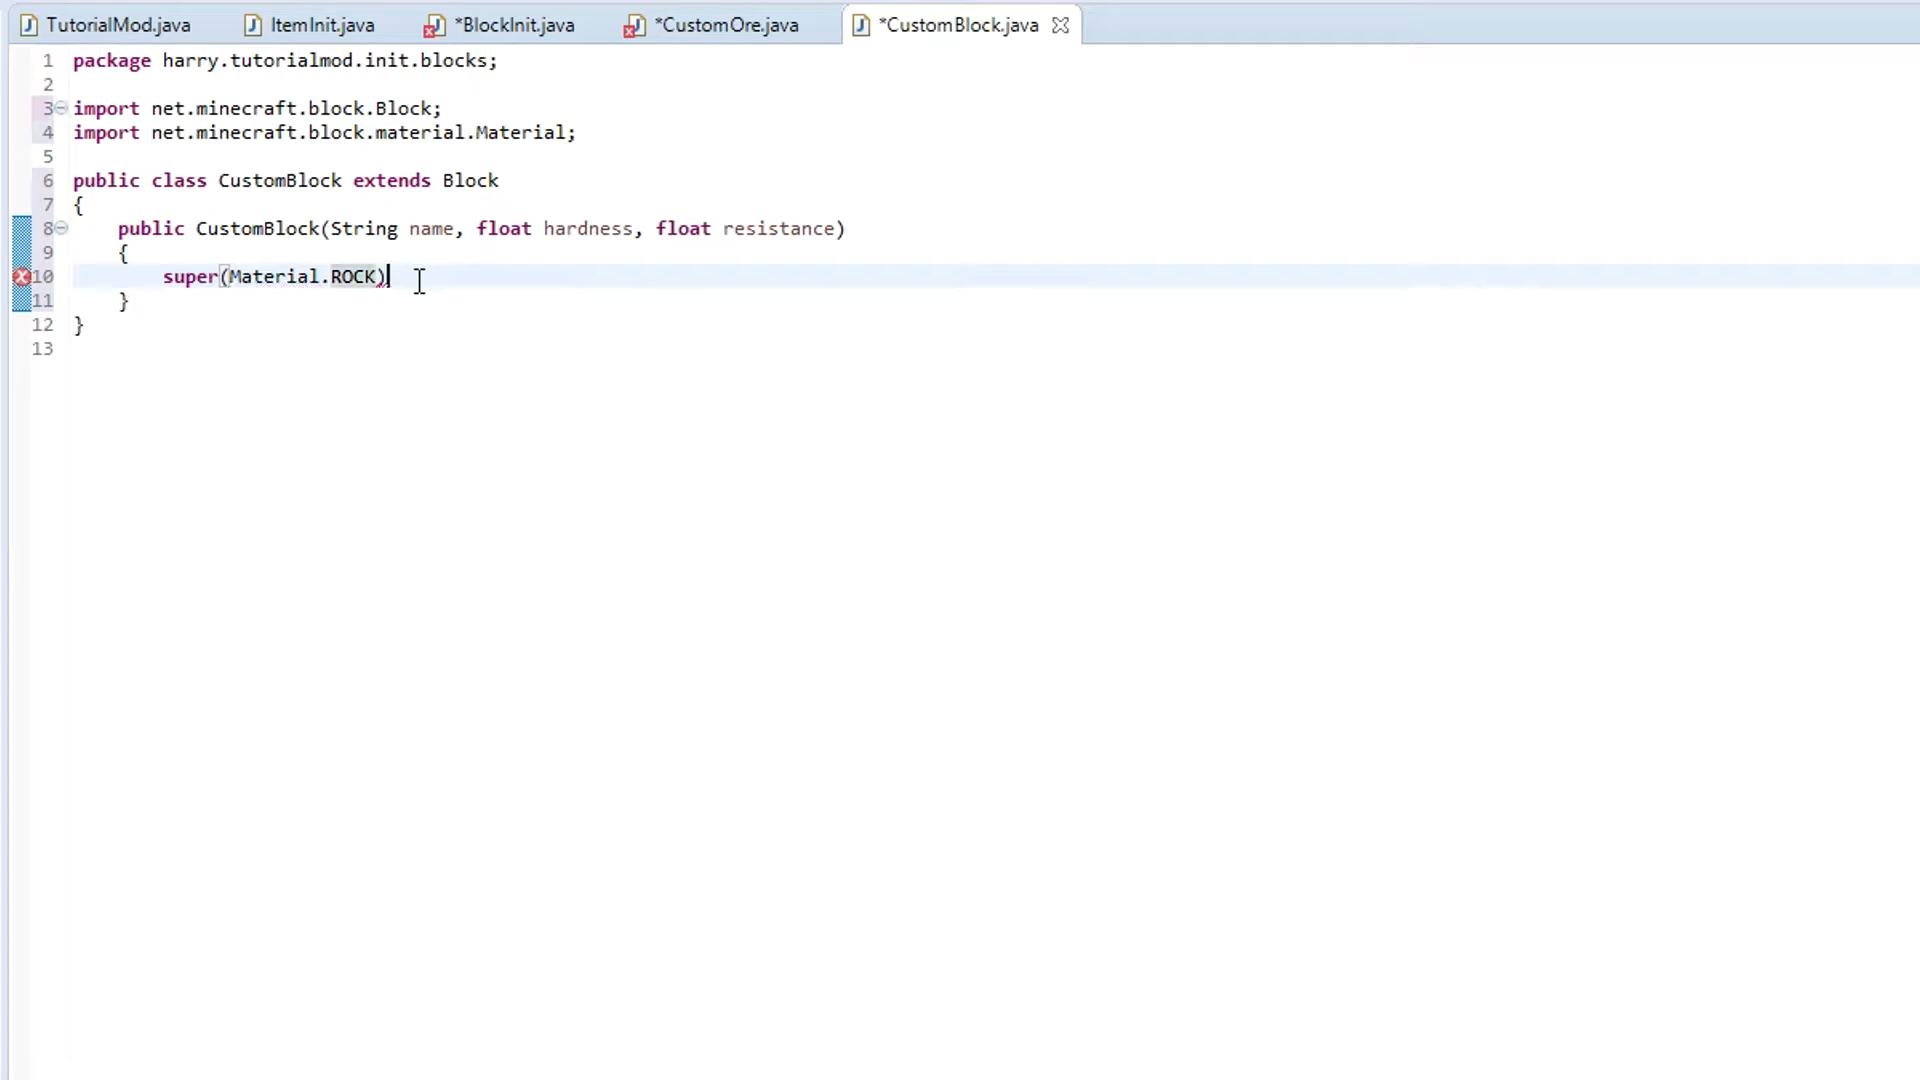 TutorialMod.java ItemInit.java *BlockInit.java *CustomOre.java *CustomBlock.java
1 package harry.tutorialmod.init.blocks;
2
3 import net.minecraft.block.Block;
4 import net.minecraft.block.material.Material;
5
6 public class CustomBlock extends Block
7 {
8 public CustomBlock(String name, float hardness, float resistance)
9 {
10 super(Material.ROCK)
11 }
12 }
13